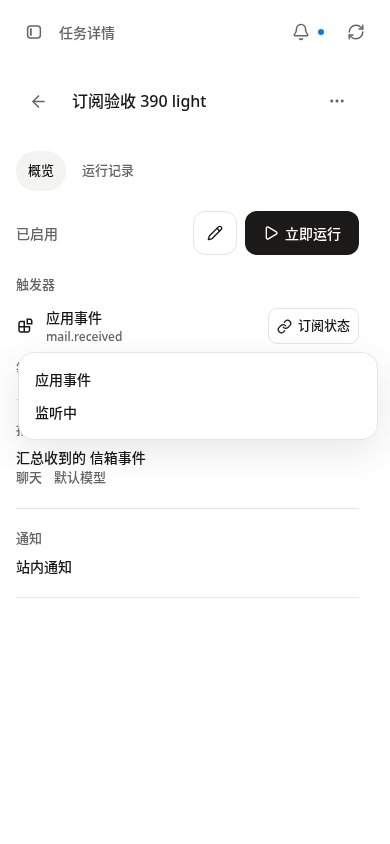 任务详情
订阅验收 390 light
概览
运行记录
已启用
立即运行
触发器
应用事件
mail.received
订阅状态
应用事件
监听中
汇总收到的 信箱事件
聊天 默认模型
通知
站内通知